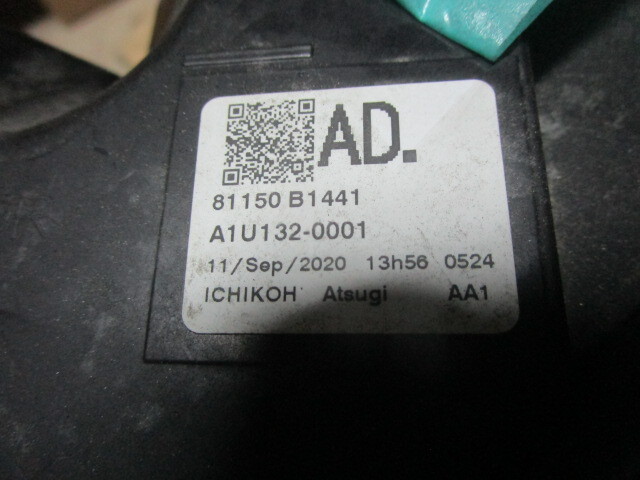 AD.
81150 B1441
A1U132-0001
11/Sep/2020 13h56 0524
ICHIKOH Atsugi AA1